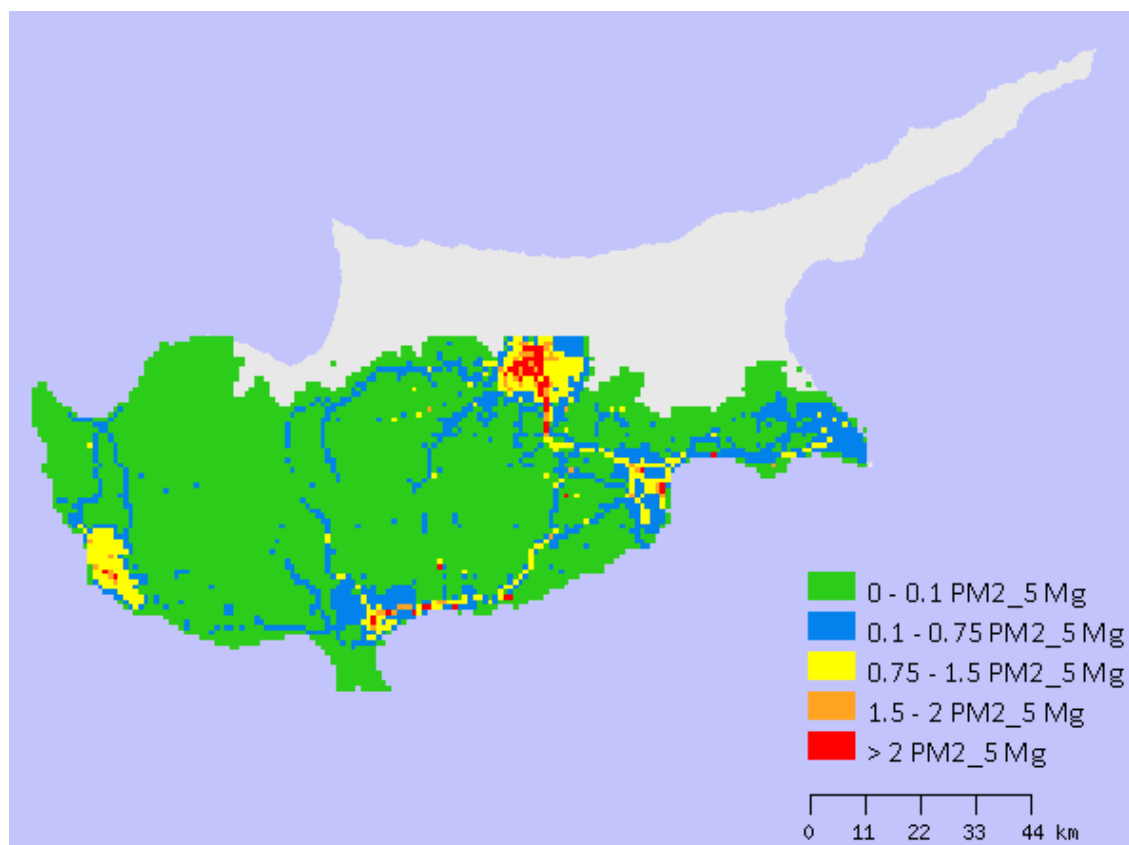 0 - 0.1 PM2_5 Mg
0.1 - 0.75 PM2_5 Mg
0.75 - 1.5 PM2_5 Mg
1.5 - 2 PM2_5 Mg
> 2 PM2_5 Mg
0 11 22 33 44 km